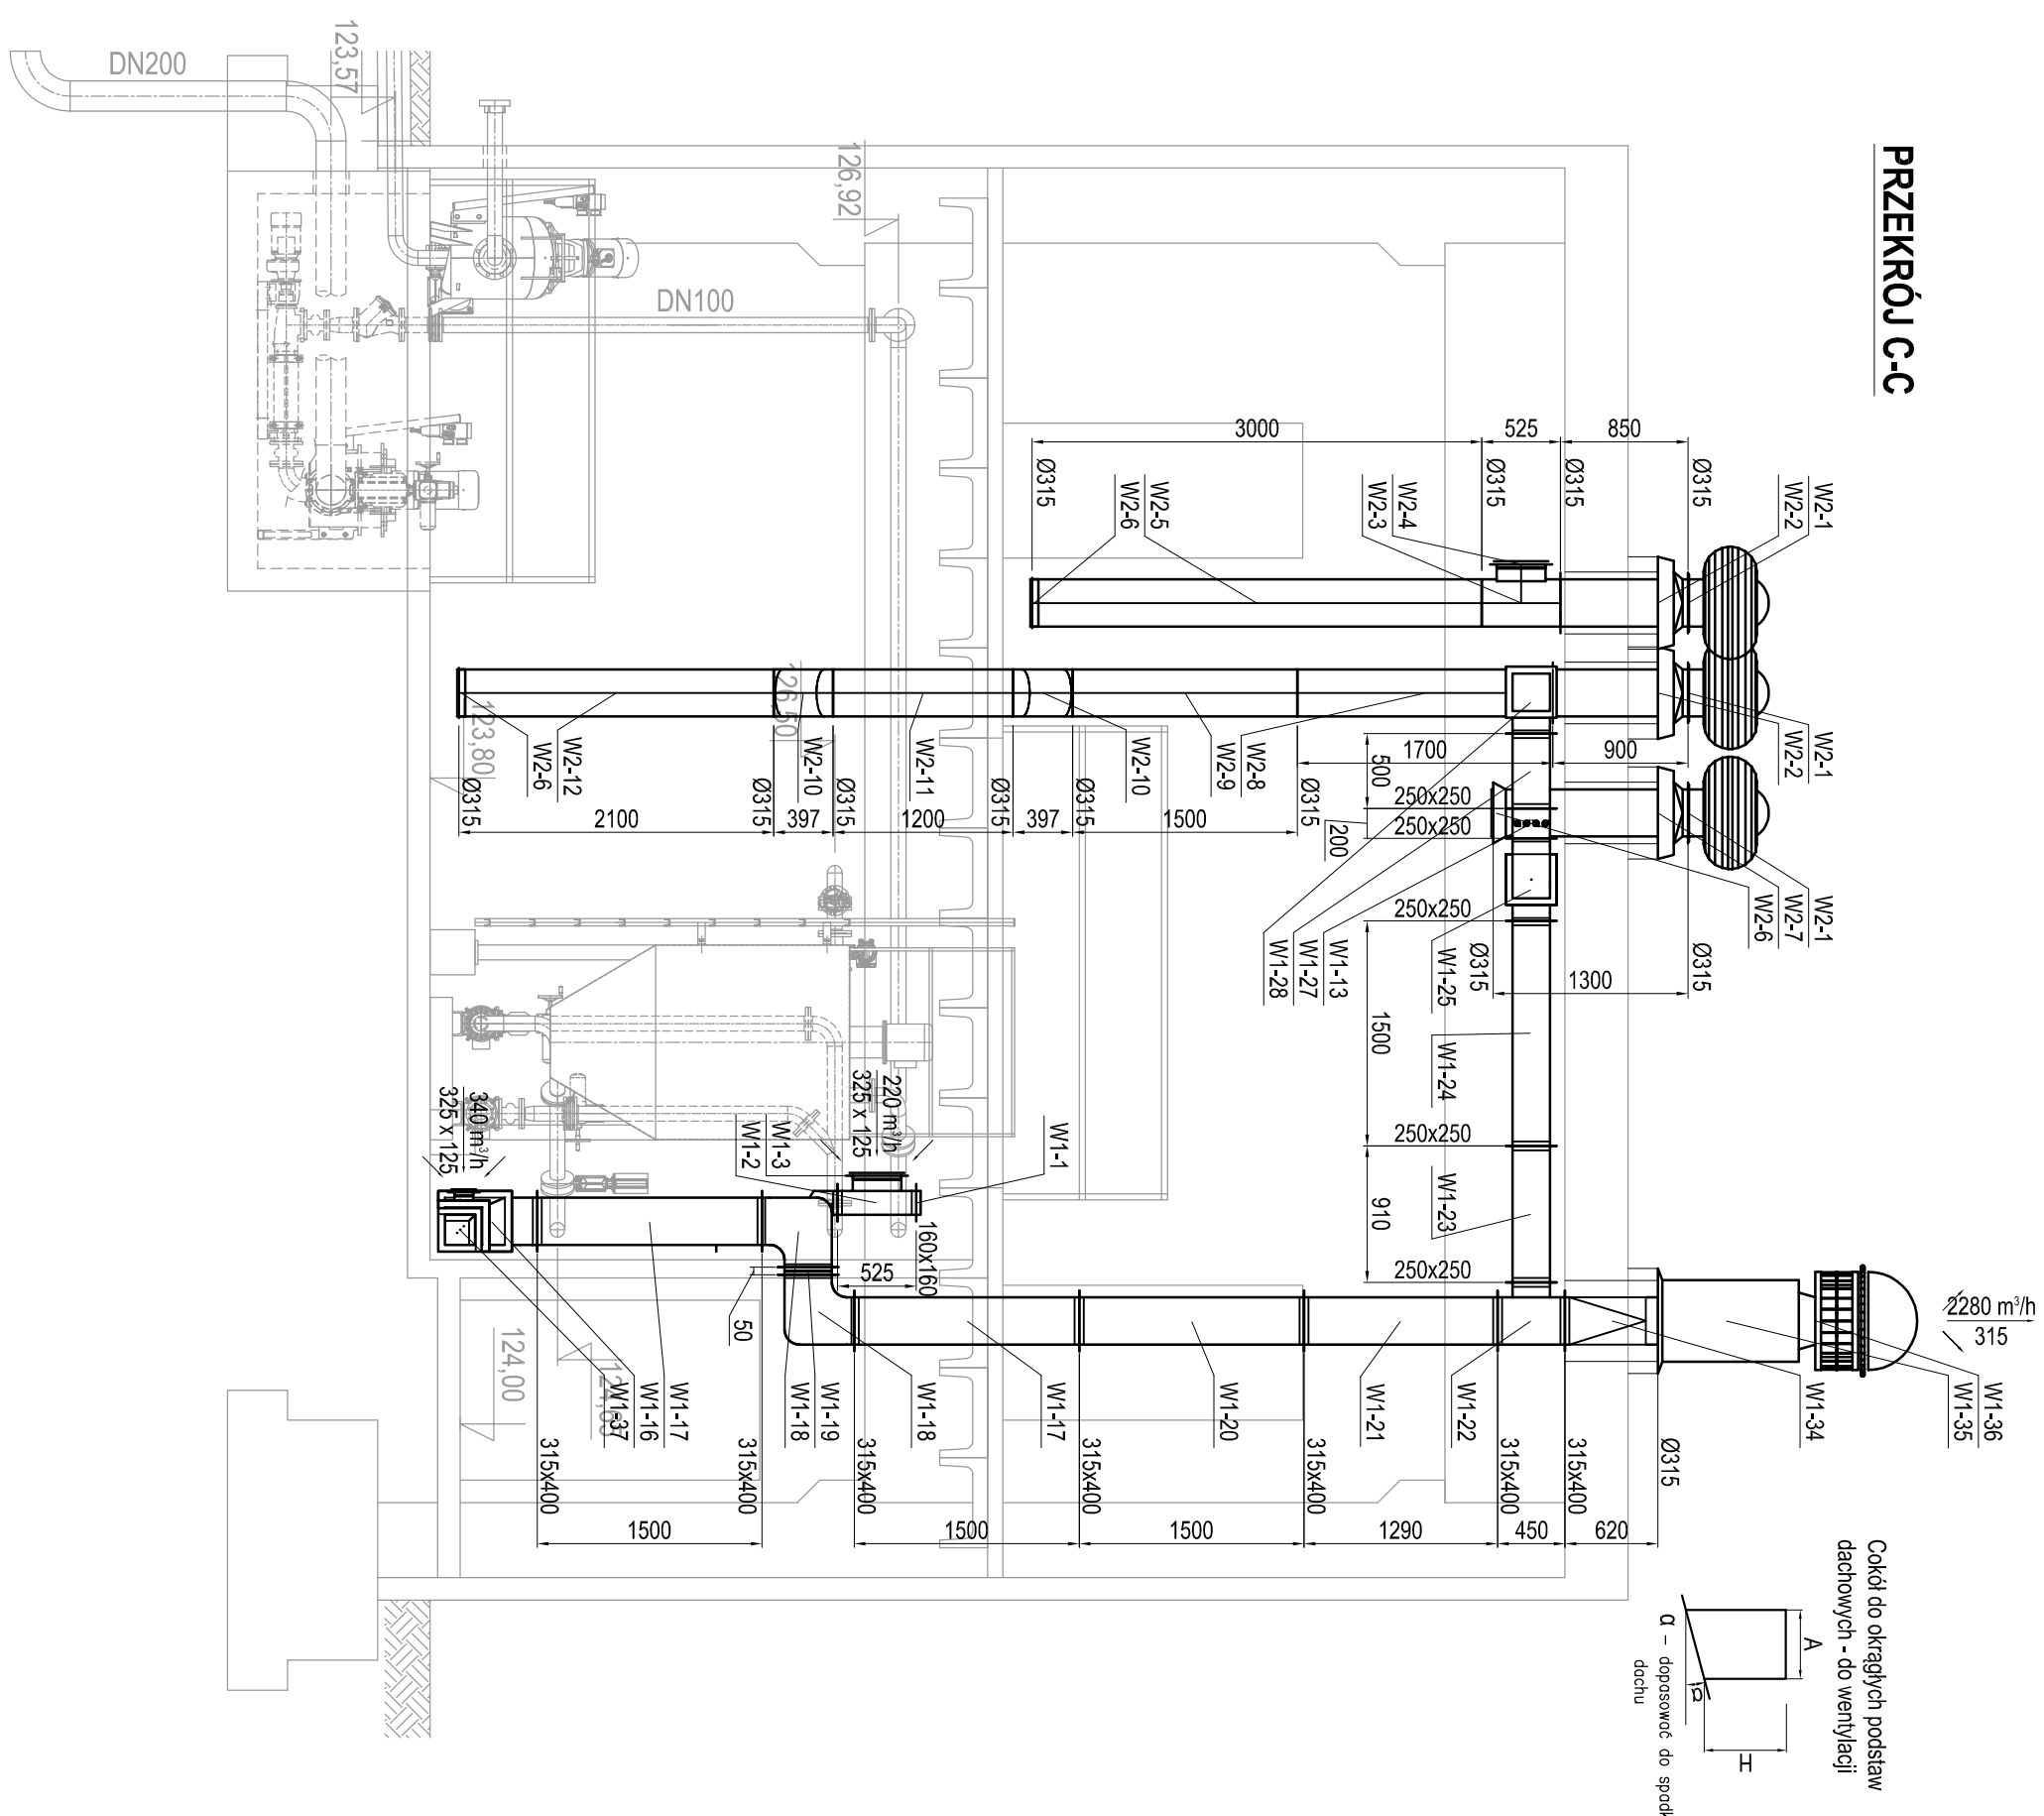 PRZEKRÓJ C-C
2280 m³/h
315
W1-36
W1-35
W1-34
Cokół do okrągłych podstaw
dachowych - do wentylacji
A
H
α
α – dopasować do
dachu
W2-1
W2-2
W2-1
W2-2
W2-1
W2-7
W2-6
Ø315
Ø315
Ø315
Ø315
850
525
3000
W2-4
W2-3
W2-5
W2-6
900
1700
500
200
250x250
250x250
250x250
250x250
250x250
1300
Ø315
Ø315
1500
910
W1-13
W1-27
W1-28
W1-25
W1-24
W1-23
W2-8
W2-9
W2-10
W2-11
W2-10
W2-12
W2-6
Ø315
Ø315
Ø315
Ø315
Ø315
Ø315
1500
397
1200
397
2100
W1-1
W1-3
W1-2
220 m³/h
325 x 125
340 m³/h
325 x 125
160x160
525
50
W1-22
W1-21
W1-20
W1-17
W1-18
W1-19
W1-18
W1-17
W1-16
W1-37
Ø315
315x400
315x400
315x400
315x400
315x400
315x400
315x400
620
450
1290
1500
1500
1500
DN200
DN100
123,57
126,92
126,50
123,80
124,00